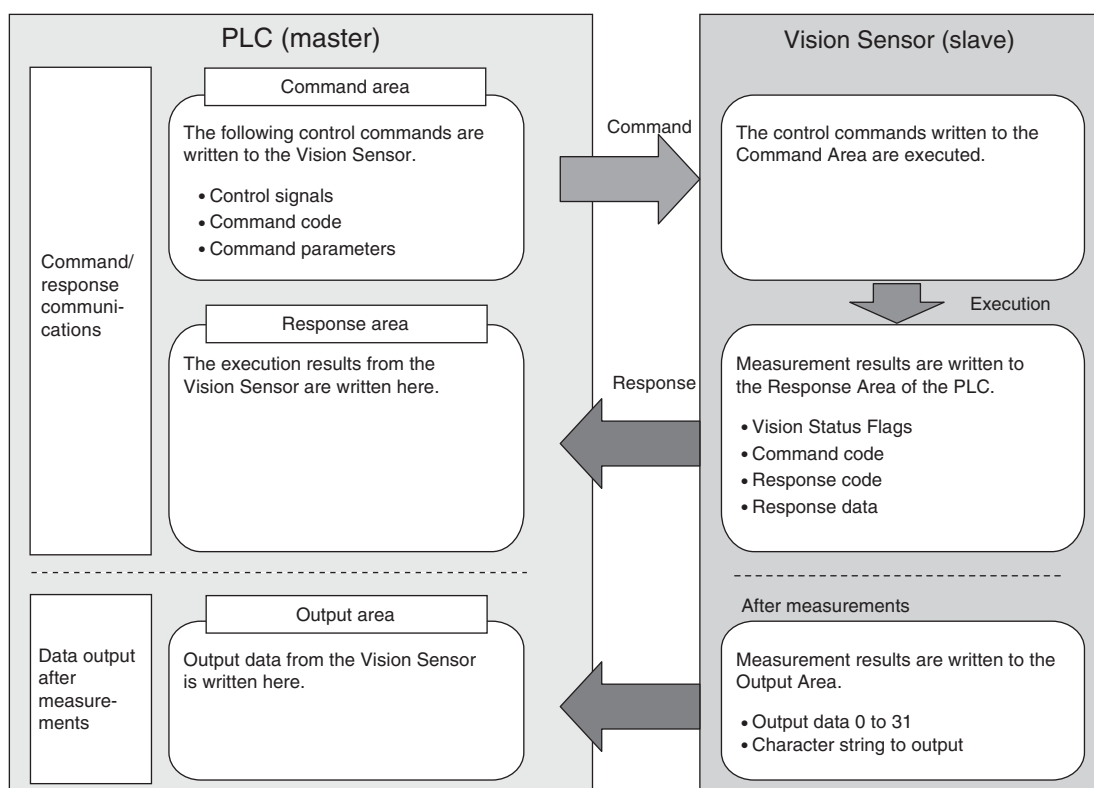 PLC (master)
Command/
response
communi-
cations
Command area
The following control commands are
written to the Vision Sensor.
• Control signals
• Command code
• Command parameters
Response area
The execution results from the
Vision Sensor are written here.
Command
Response
Vision Sensor (slave)
The control commands written to the
Command Area are executed.
Execution
Measurement results are written to
the Response Area of the PLC.
• Vision Status Flags
• Command code
• Response code
• Response data
Data output
after
measure-
ments
Output area
Output data from the Vision Sensor
is written here.
After measurements
Measurement results are written to the
Output Area.
• Output data 0 to 31
• Character string to output